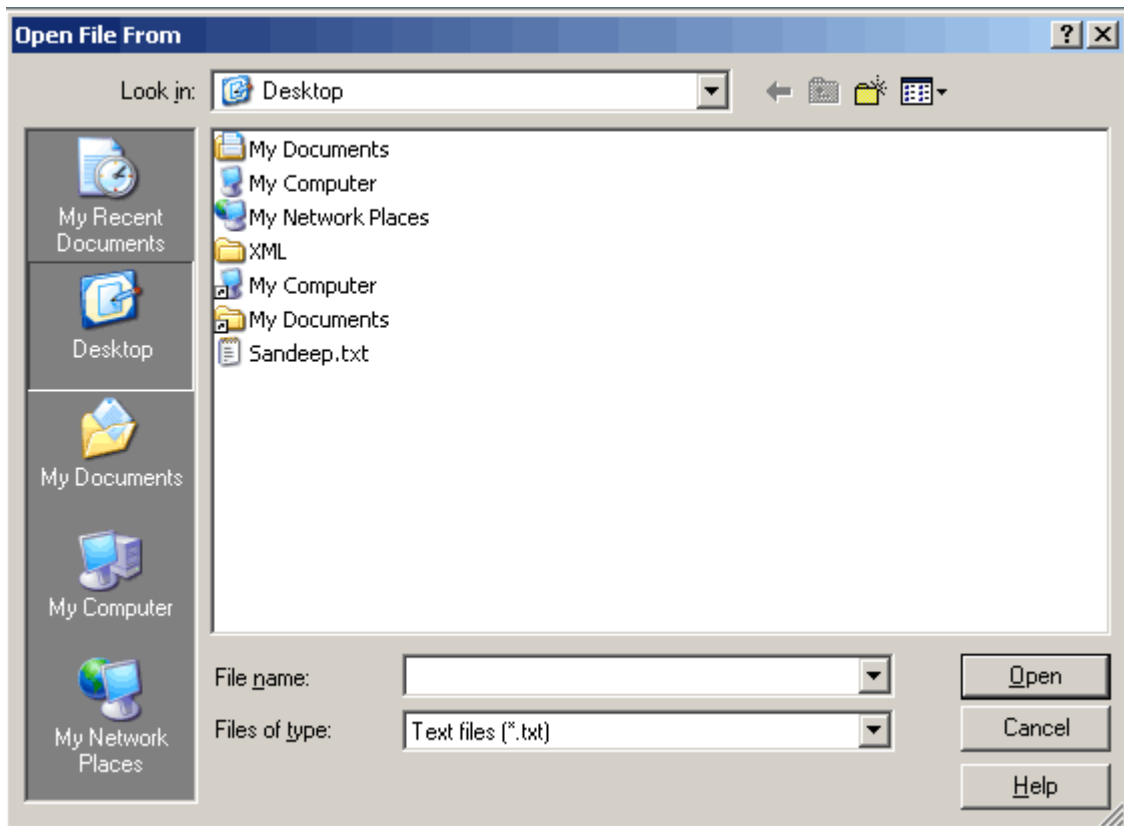 Open File From
Look in: Desktop
My Recent
Documents
Desktop
My Documents
My Computer
My Network
Places
My Documents
My Computer
My Network Places
XML
My Computer
My Documents
Sandeep.txt
File name:
Open
Files of type: Text files (*.txt)
Cancel
Help